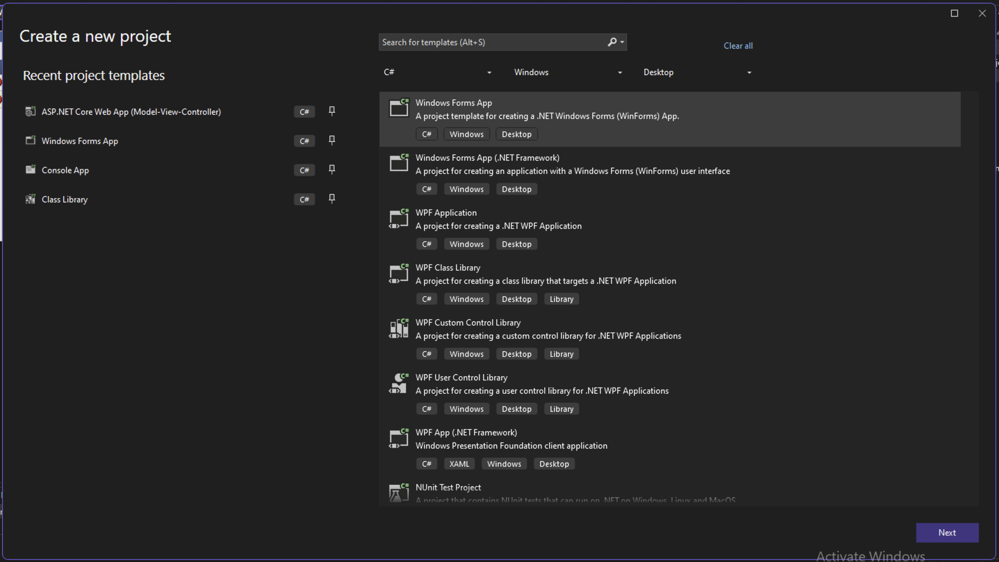 Create a new project
Search for templates (Alt+S)
Clear all
C# Windows Desktop
Recent project templates
ASP.NET Core Web App (Model-View-Controller) C#
Windows Forms App C#
Console App C#
Class Library C#
Windows Forms App
A project template for creating a .NET Windows Forms (WinForms) App.
C# Windows Desktop
Windows Forms App (.NET Framework)
A project for creating an application with a Windows Forms (WinForms) user interface
C# Windows Desktop
WPF Application
A project for creating a .NET WPF Application
C# Windows Desktop
WPF Class Library
A project for creating a class library that targets a .NET WPF Application
C# Windows Desktop Library
WPF Custom Control Library
A project for creating a custom control library for .NET WPF Applications
C# Windows Desktop Library
WPF User Control Library
A project for creating a user control library for .NET WPF Applications
C# Windows Desktop Library
WPF App (.NET Framework)
Windows Presentation Foundation client application
C# XAML Windows Desktop
NUnit Test Project
A project that contains NUnit tests that can run on .NET on Windows, Linux and MacOS
Next
Activate Windows